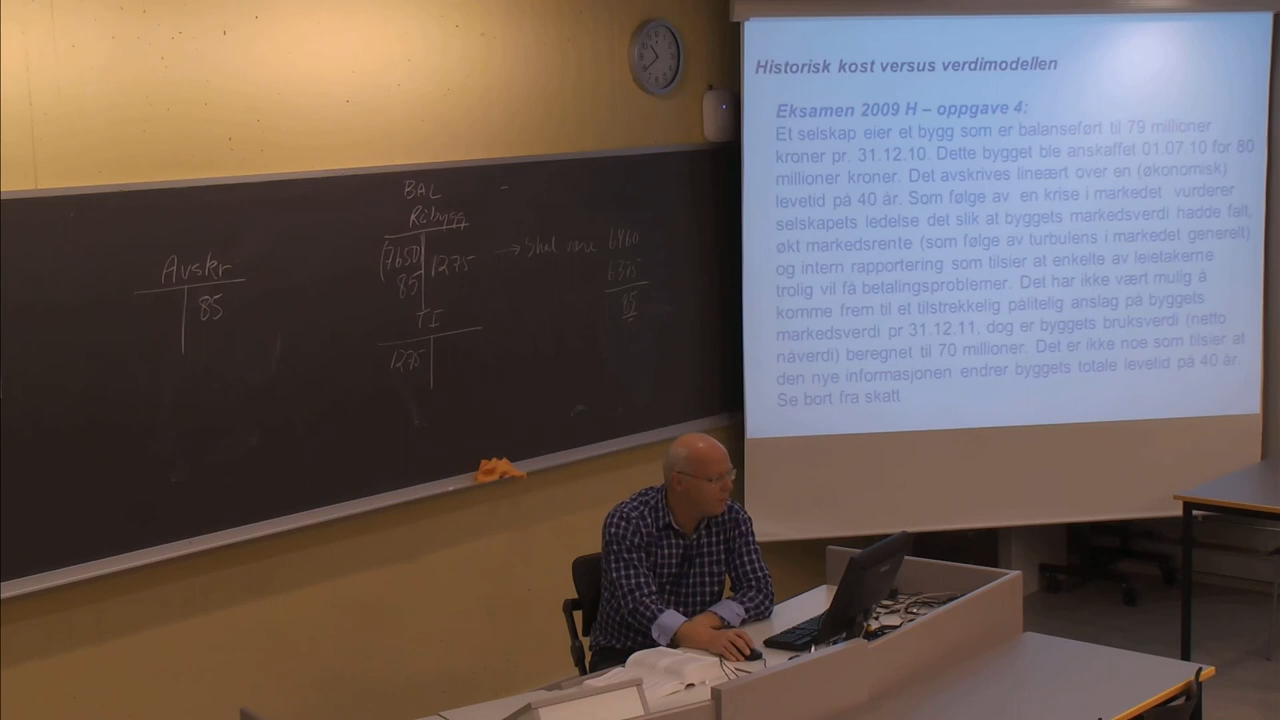 Historisk kost versus verdimodellen
Eksamen 2009 H – oppgave 4:
Et selskap eier et bygg som er balanseført til 79 millioner
kroner pr. 31.12.10. Dette bygget ble anskaffet 01.07.10 for 80
millioner kroner. Det avskrives lineært over en (økonomisk)
levetid på 40 år. Som følge av en krise i markedet vurderer
selskapets ledelse det slik at byggets markedsverdi hadde falt,
økt markedsrente (som følge av turbulens i markedet generelt)
og intern rapportering som tilsier at enkelte av leietakerne
trolig vil få betalingsproblemer. Det har ikke vært mulig å
komme frem til et tilstrekkelig pålitelig anslag på byggets
markedsverdi pr 31.12.11, dog er byggets bruksverdi (netto
nåverdi) beregnet til 70 millioner. Det er ikke noe som tilsier at
den nye informasjonen endrer byggets totale levetid på 40 år.
Se bort fra skatt
Avskr
85
BAL
Råbygg
(7650) 1275
85
TI
1275
→ Skal være 6460
6375
85